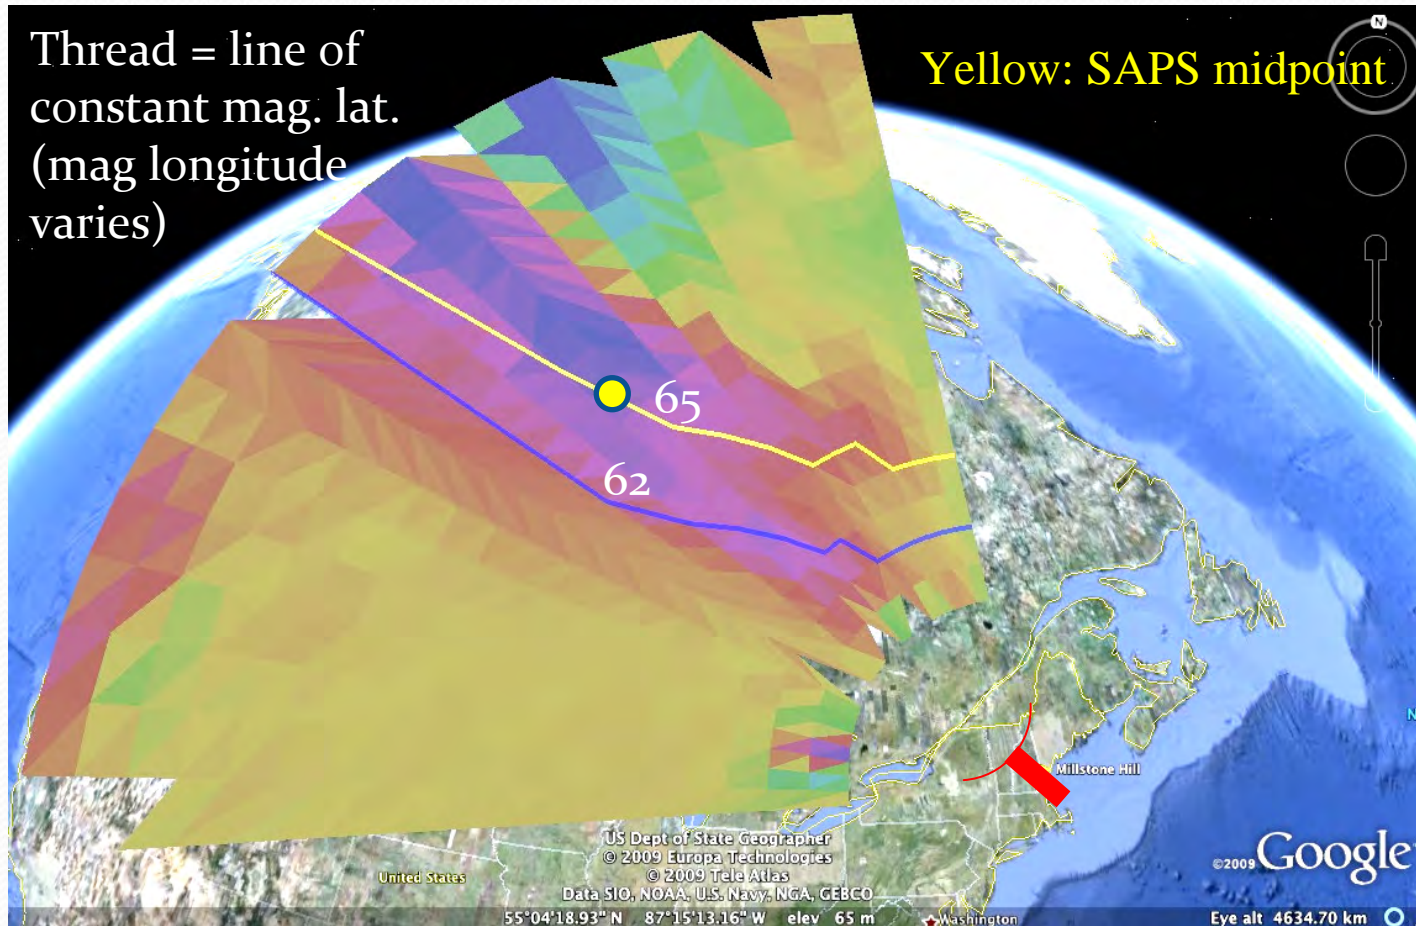 Thread = line of
constant mag. lat.
(mag longitude
varies)
Yellow: SAPS midpoint
N
65
62
N
Millstone Hill
US Dept of State Geographer
© 2009 Europa Technologies
© 2009 Tele Atlas
Data SIO, NOAA, U.S. Navy, NGA, GEBCO
United States
©2009 Google
55°04'18.93" N 87°15'13.16" W elev 65 m
Washington
Eye alt 4634.70 km